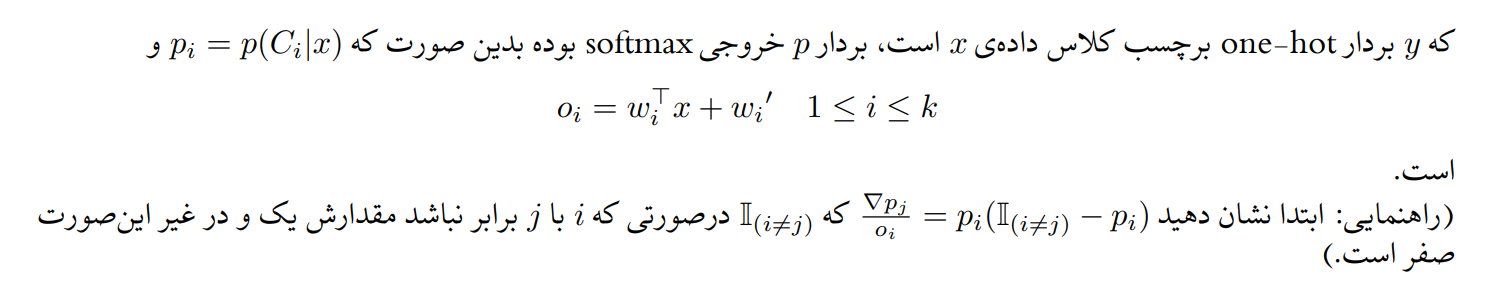 که y بردار one-hot برچسب کلاس داده‌ی x است، بردار p خروجی softmax بوده بدین صورت که p_i = p(C_i|x) و
o_i = w_i^⊤ x + w_i′   1 ≤ i ≤ k
است.
(راهنمایی: ابتدا نشان دهید ∇p_j / o_i = p_i(𝕀_(i≠j) − p_i) که 𝕀_(i≠j) درصورتی که i با j برابر نباشد مقدارش یک و در غیر این‌صورت
صفر است.)